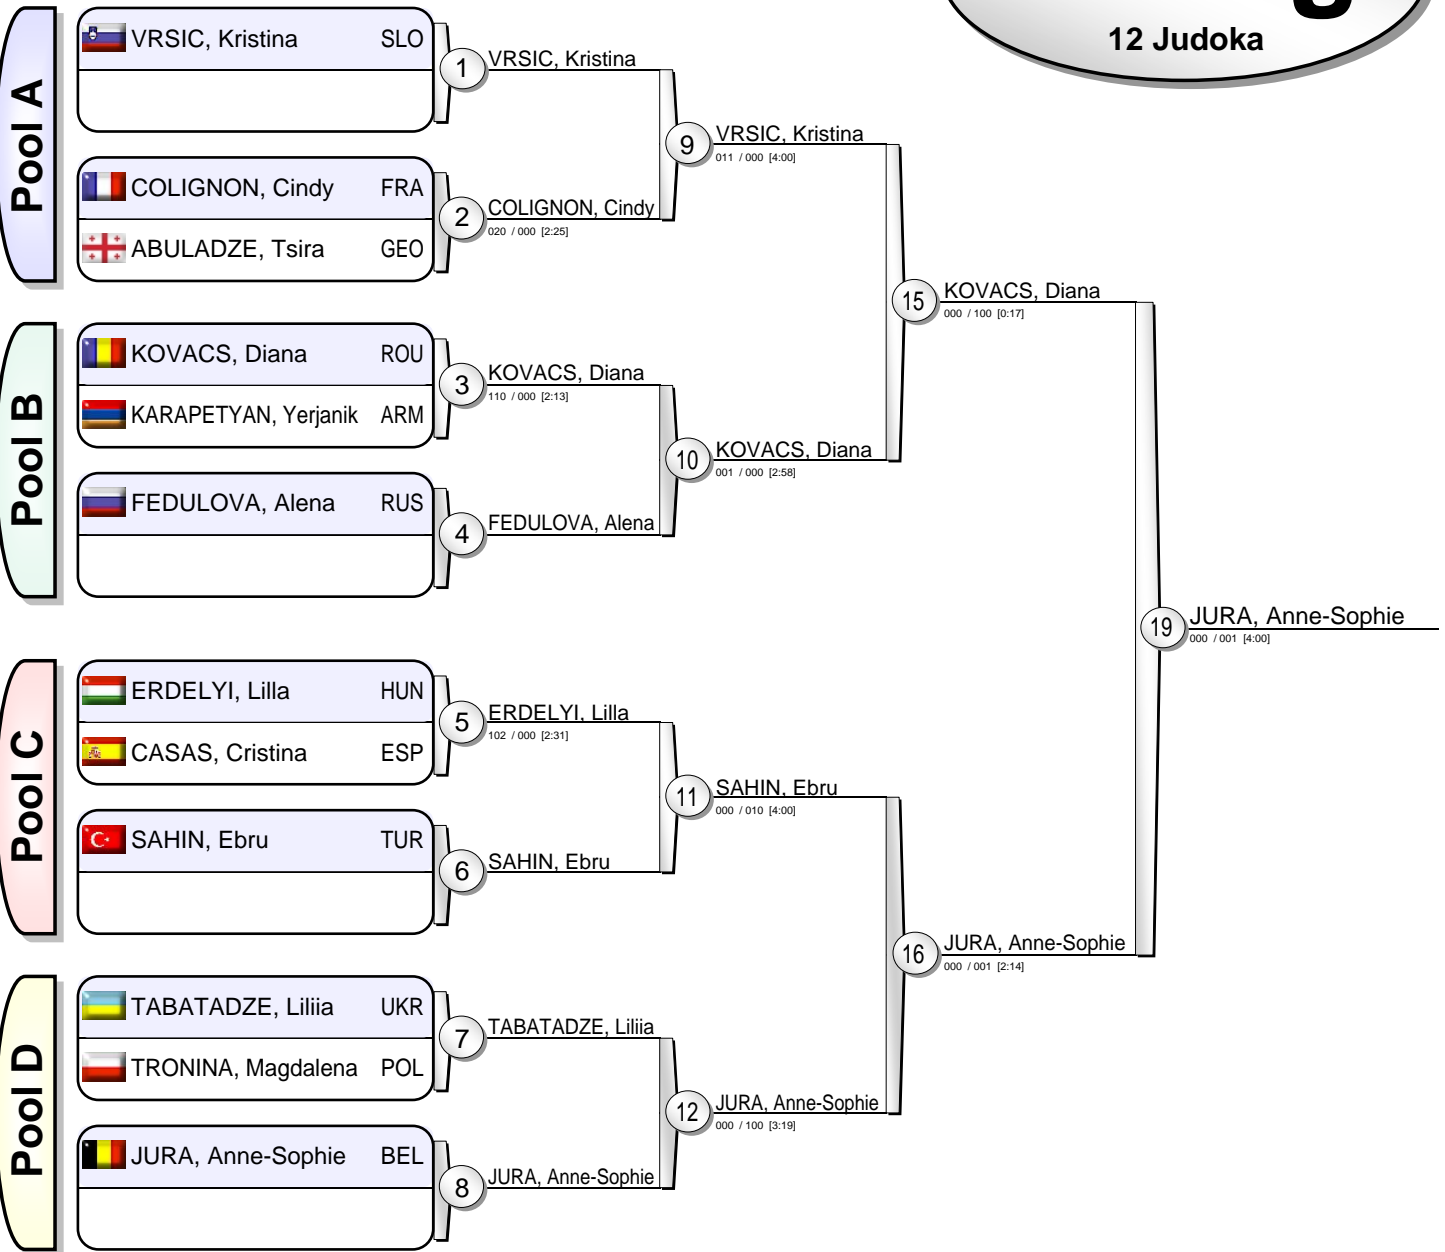 12 Judoka
Pool A
VRSIC, Kristina SLO
1 VRSIC, Kristina
COLIGNON, Cindy FRA
ABULADZE, Tsira GEO
2 COLIGNON, Cindy
020 / 000 [2:25]
9 VRSIC, Kristina
011 / 000 [4:00]
Pool B
KOVACS, Diana ROU
KARAPETYAN, Yerjanik ARM
3 KOVACS, Diana
110 / 000 [2:13]
FEDULOVA, Alena RUS
4 FEDULOVA, Alena
10 KOVACS, Diana
001 / 000 [2:58]
15 KOVACS, Diana
000 / 100 [0:17]
Pool C
ERDELYI, Lilla HUN
CASAS, Cristina ESP
5 ERDELYI, Lilla
102 / 000 [2:31]
SAHIN, Ebru TUR
6 SAHIN, Ebru
11 SAHIN, Ebru
000 / 010 [4:00]
Pool D
TABATADZE, Liliia UKR
TRONINA, Magdalena POL
7 TABATADZE, Liliia
JURA, Anne-Sophie BEL
8 JURA, Anne-Sophie
12 JURA, Anne-Sophie
000 / 100 [3:19]
16 JURA, Anne-Sophie
000 / 001 [2:14]
19 JURA, Anne-Sophie
000 / 001 [4:00]